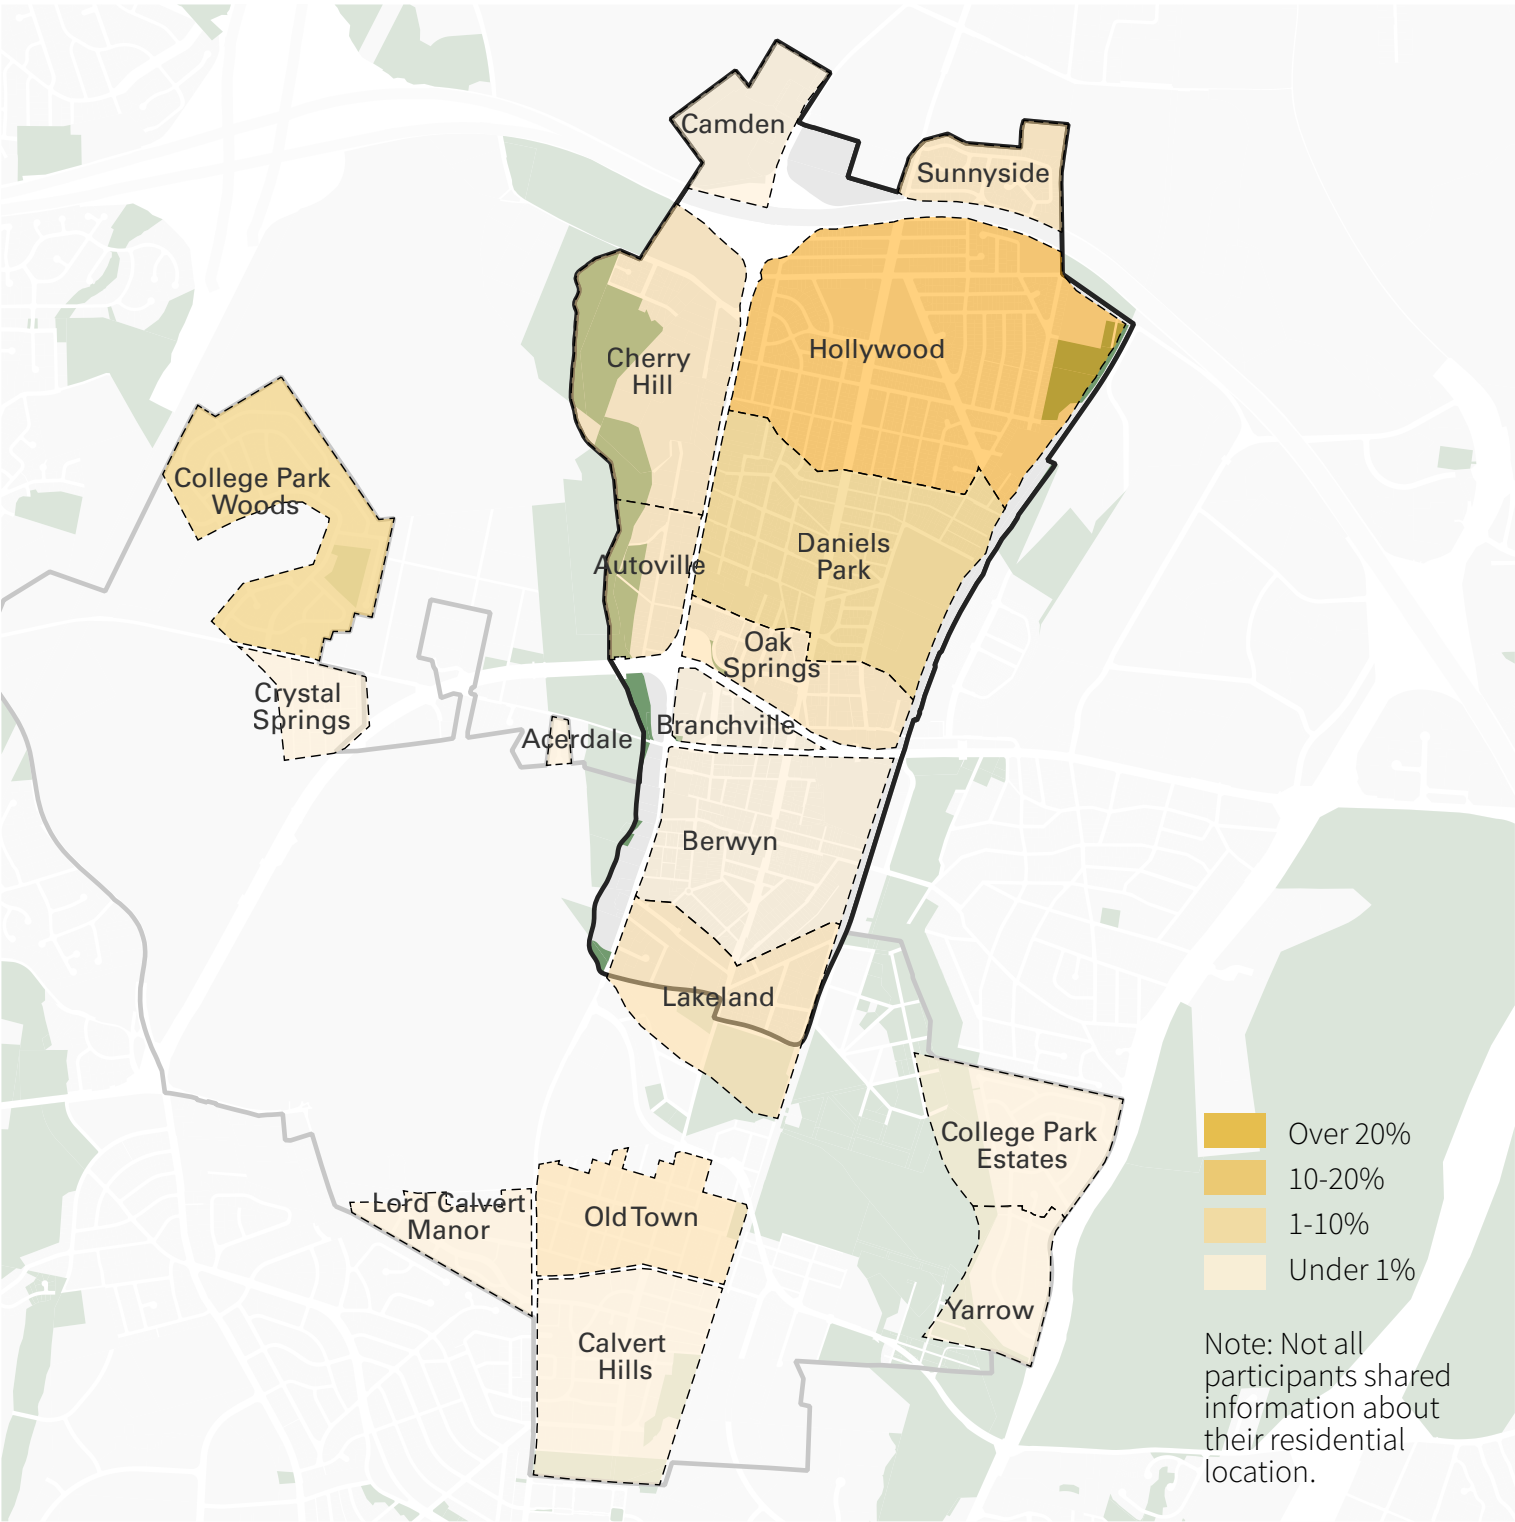 Camden
Sunnyside
Hollywood
Cherry
Hill
College Park
Woods
Daniels
Park
Autoville
Oak
Springs
Crystal
Springs
Branchville
Acerdale
Berwyn
Lakeland
College Park
Estates
Lord Calvert
Manor
Old Town
Yarrow
Calvert
Hills
Over 20%
10-20%
1-10%
Under 1%
Note: Not all
participants shared
information about
their residential
location.